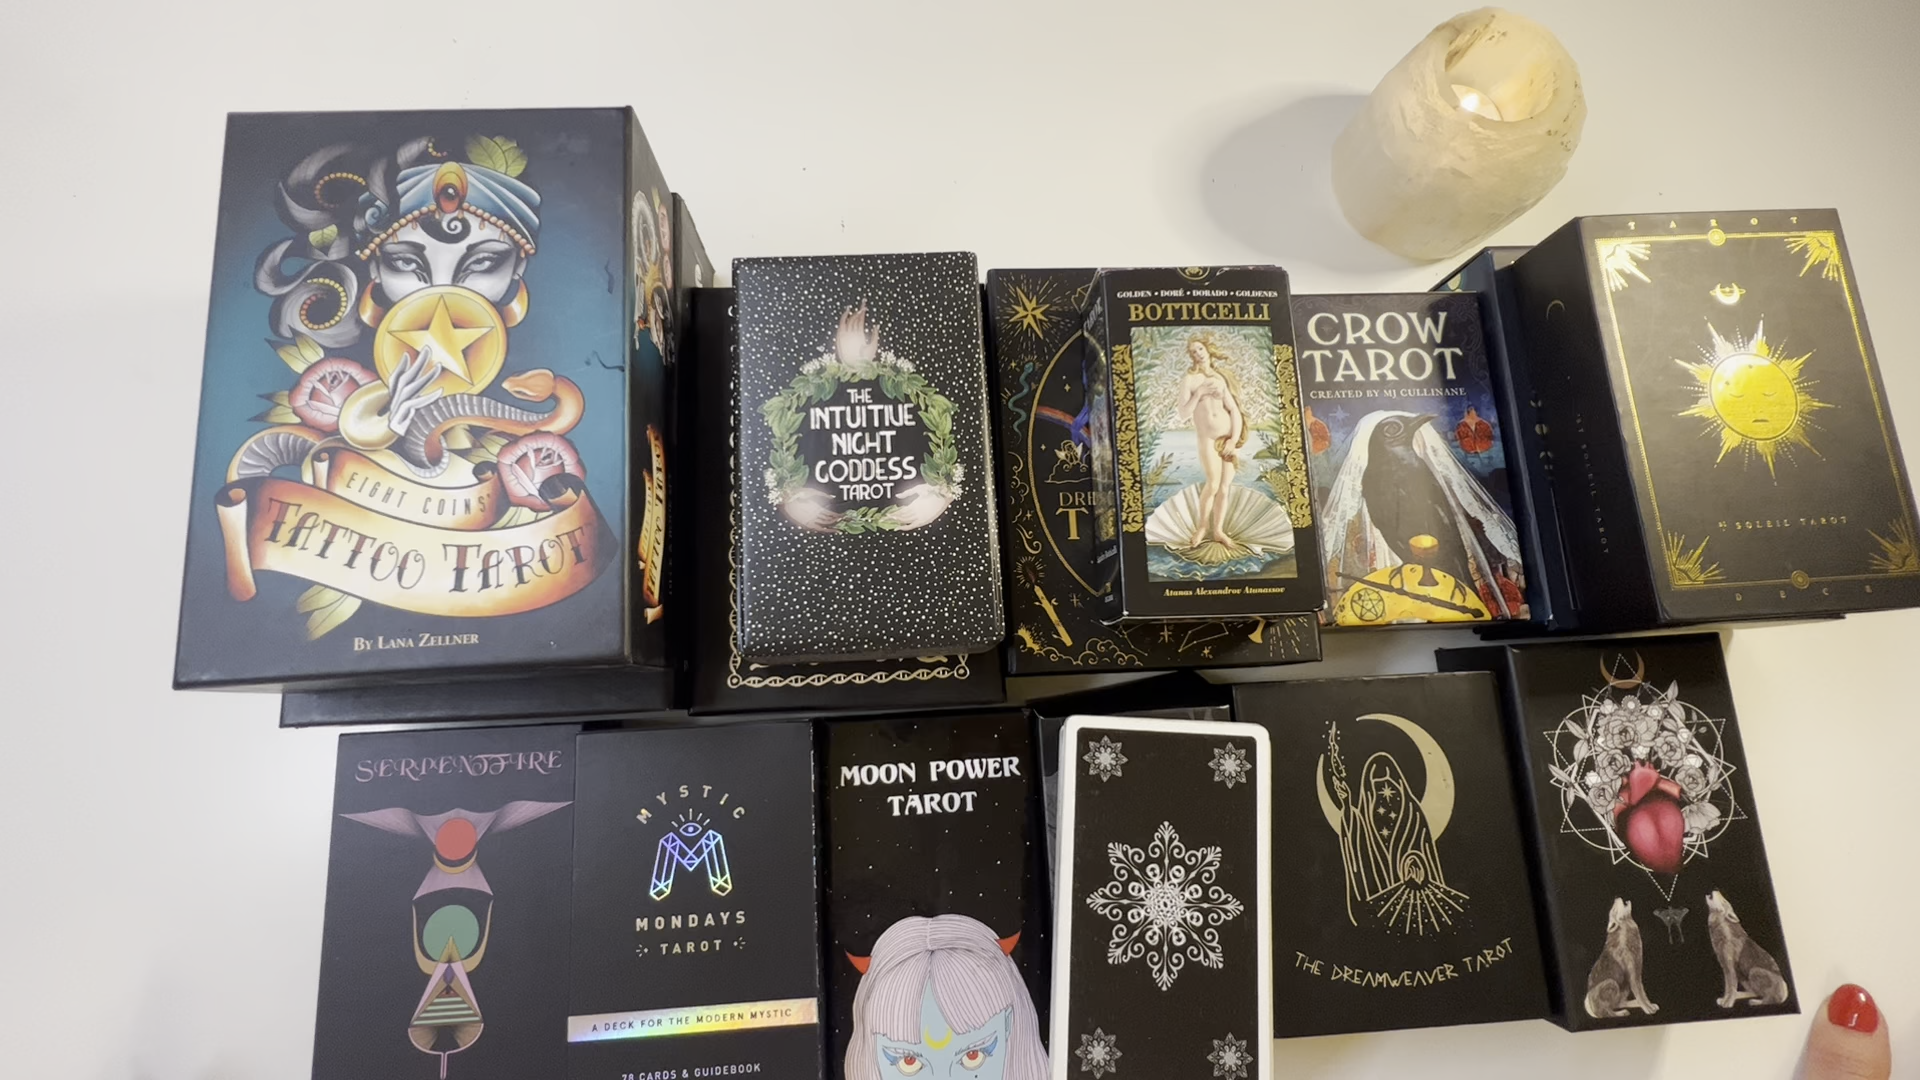 EIGHT COINS'
TATTOO TAROT
BY LANA ZELLNER
THE
INTUITIVE
NIGHT
GODDESS
TAROT
GOLDEN • DORÉ • DORADO • GOLDENES
BOTTICELLI
Atanas Alexandrov Atanassov
CROW
TAROT
CREATED BY MJ CULLINANE
TAROT
SOLEIL TAROT
DECK
SERPENTFIRE
MYSTIC
MONDAYS
TAROT
A DECK FOR THE MODERN MYSTIC
78 CARDS & GUIDEBOOK
MOON POWER
TAROT
THE DREAMWEAVER TAROT